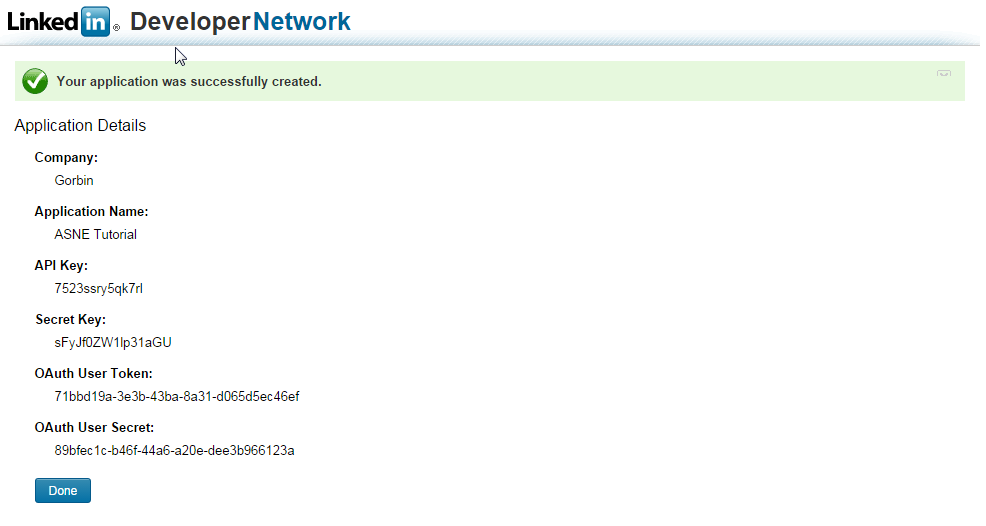 Linked in ® DeveloperNetwork
Your application was successfully created.
Application Details
Company:
Gorbin
Application Name:
ASNE Tutorial
API Key:
7523ssry5qk7rl
Secret Key:
sFyJf0ZW1lp31aGU
OAuth User Token:
71bbd19a-3e3b-43ba-8a31-d065d5ec46ef
OAuth User Secret:
89bfec1c-b46f-44a6-a20e-dee3b966123a
Done